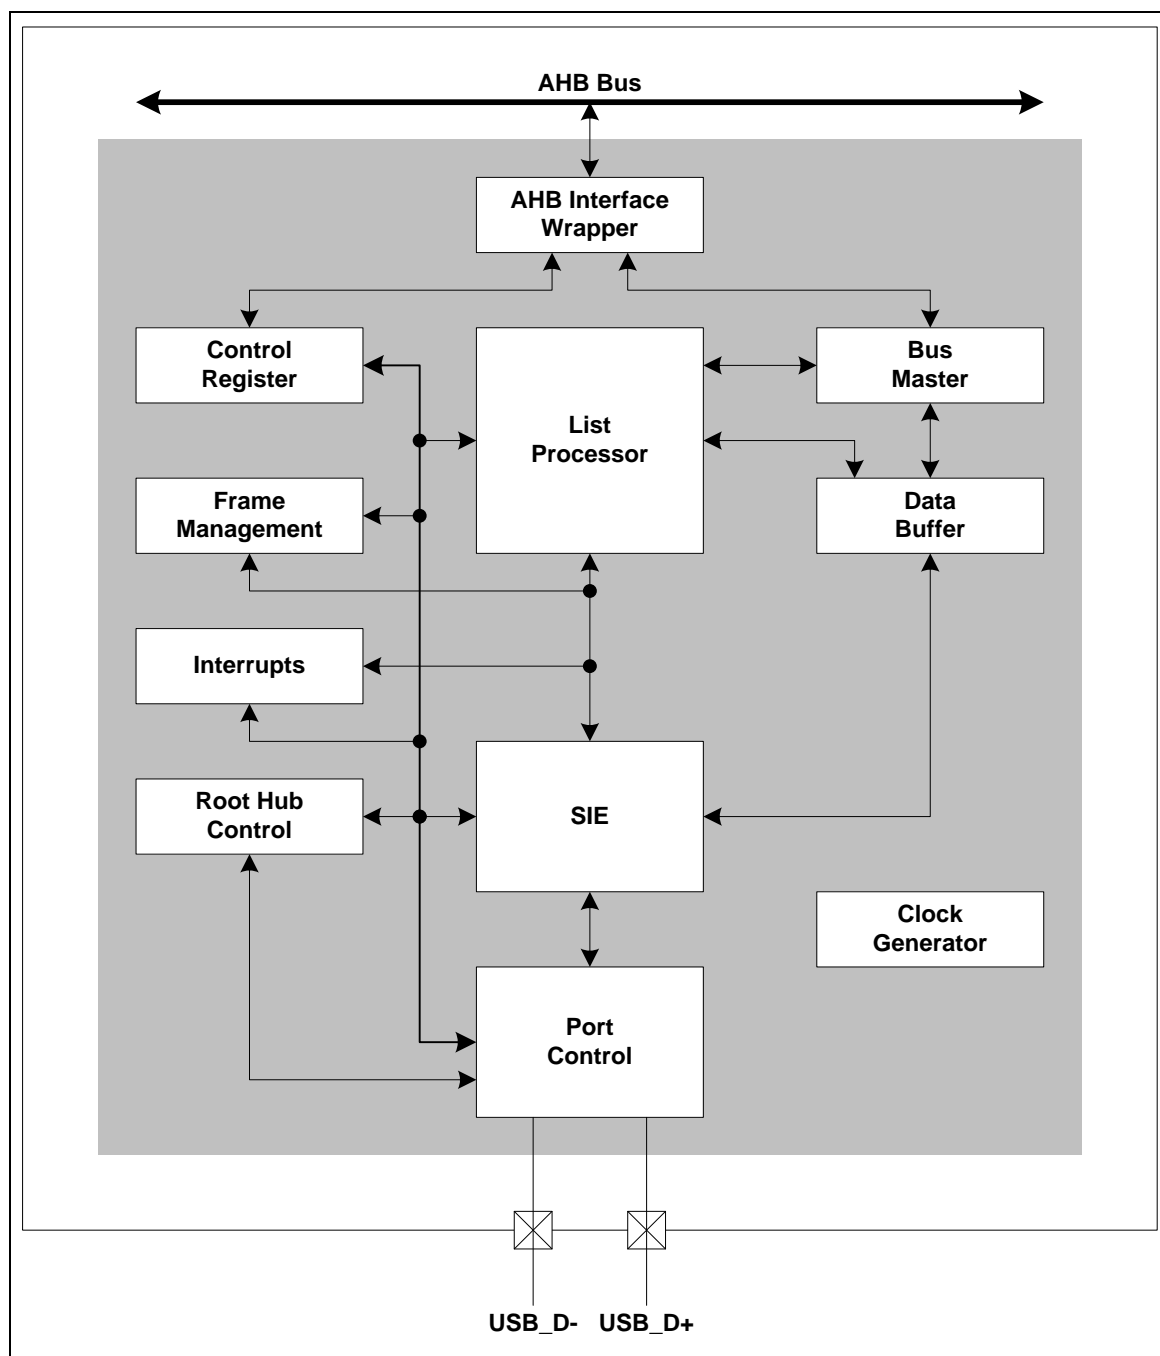 AHB Bus
AHB Interface
Wrapper
Control
Register
List
Processor
Bus
Master
Frame
Management
Data
Buffer
Interrupts
Root Hub
Control
SIE
Clock
Generator
Port
Control
USB_D-
USB_D+